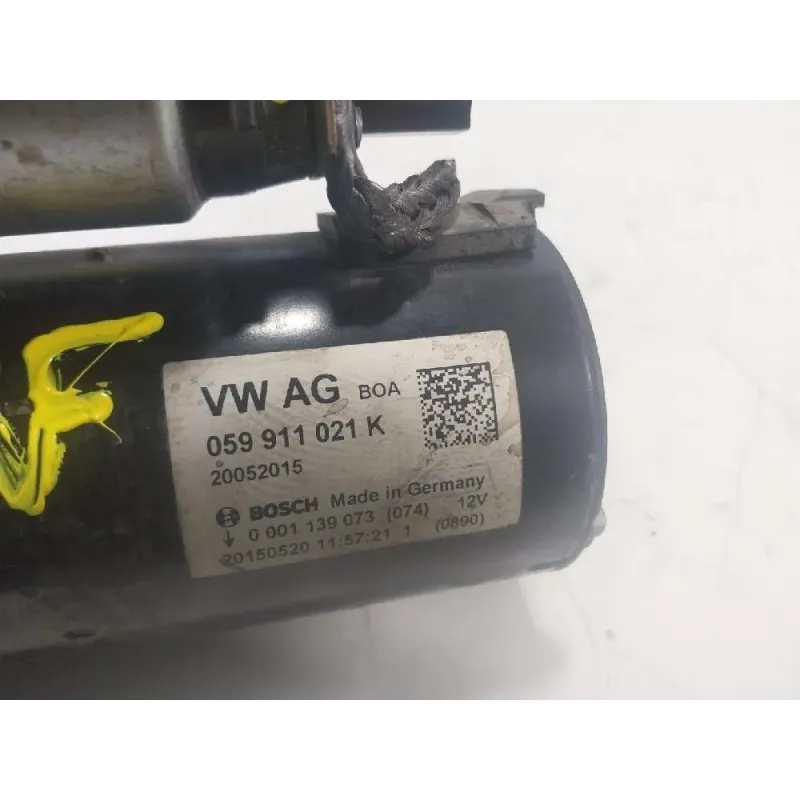 VW AG BOA
059 911 021 K
20052015
BOSCH Made in Germany
0 001 139 073 (074) 12V
20150520 11:57:21 1 (0890)